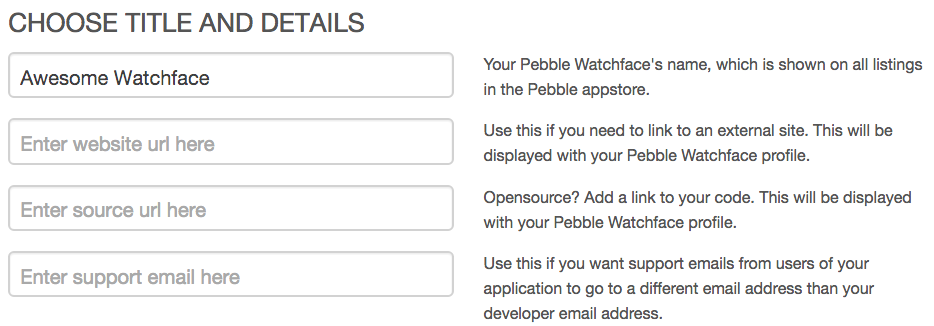 CHOOSE TITLE AND DETAILS
Awesome Watchface
Your Pebble Watchface's name, which is shown on all listings
in the Pebble appstore.
Enter website url here
Use this if you need to link to an external site. This will be
displayed with your Pebble Watchface profile.
Enter source url here
Opensource? Add a link to your code. This will be displayed
with your Pebble Watchface profile.
Enter support email here
Use this if you want support emails from users of your
application to go to a different email address than your
developer email address.